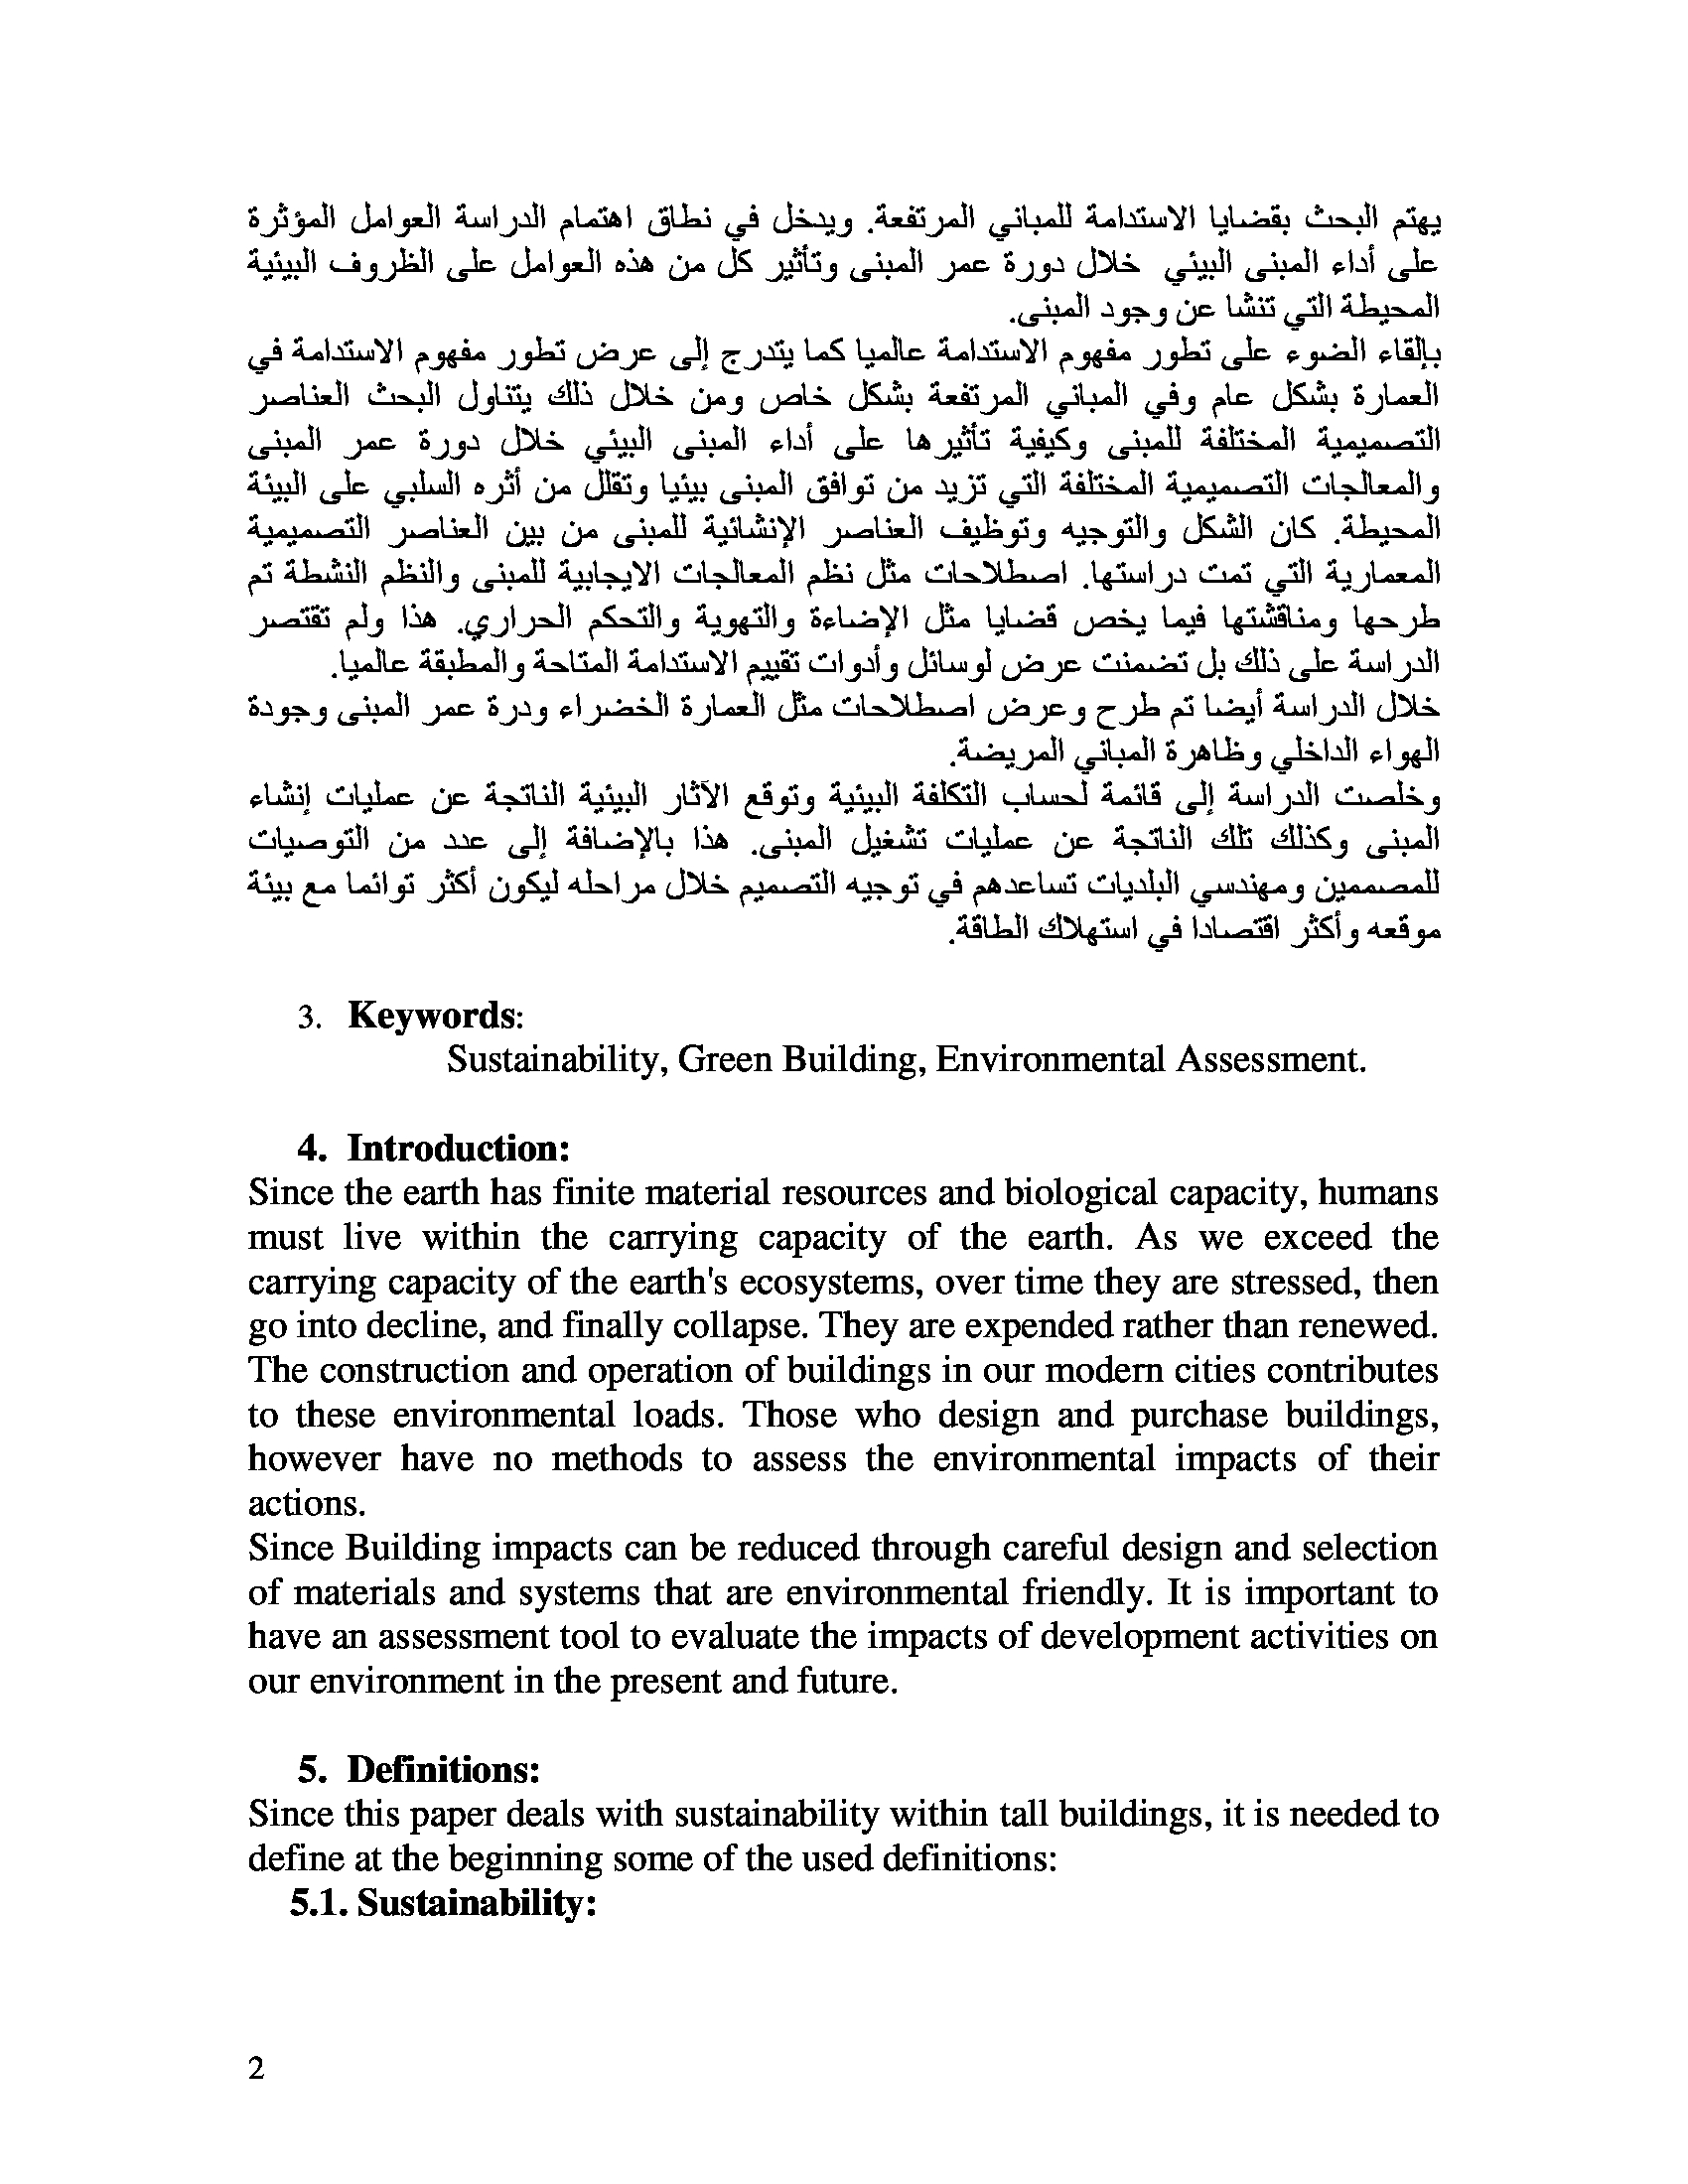 يهتم البحث بقضايا الاستدامة للمباني المرتفعة. ويدخل في نطاق اهتمام الدراسة العوامل المؤثرة
على أداء المبنى البيئي خلال دورة عمر المبنى وتأثير كل من هذه العوامل على الظروف البيئية
المحيطة التي تنشا عن وجود المبنى.
بإلقاء الضوء على تطور مفهوم الاستدامة عالميا كما يتدرج إلى عرض تطور مفهوم الاستدامة في
العمارة بشكل عام وفي المباني المرتفعة بشكل خاص ومن خلال ذلك يتناول البحث العناصر
التصميمية المختلفة للمبنى وكيفية تأثيرها على أداء المبنى البيئي خلال دورة عمر المبنى
والمعالجات التصميمية المختلفة التي تزيد من توافق المبنى بيئيا وتقلل من أثره السلبي على البيئة
المحيطة. كان الشكل والتوجيه وتوظيف العناصر الإنشائية للمبنى من بين العناصر التصميمية
المعمارية التي تمت دراستها. اصطلاحات مثل نظم المعالجات الايجابية للمبنى والنظم النشطة تم
طرحها ومناقشتها فيما يخص قضايا مثل الإضاءة والتهوية والتحكم الحراري. هذا ولم تقتصر
الدراسة على ذلك بل تضمنت عرض لوسائل وأدوات تقييم الاستدامة المتاحة والمطبقة عالميا.
خلال الدراسة أيضا تم طرح وعرض اصطلاحات مثل العمارة الخضراء ودرة عمر المبنى وجودة
الهواء الداخلي وظاهرة المباني المريضة.
وخلصت الدراسة إلى قائمة لحساب التكلفة البيئية وتوقع الآثار البيئية الناتجة عن عمليات إنشاء
المبنى وكذلك تلك الناتجة عن عمليات تشغيل المبنى. هذا بالإضافة إلى عدد من التوصيات
للمصممين ومهندسي البلديات تساعدهم في توجيه التصميم خلال مراحله ليكون أكثر توائما مع بيئة
موقعه وأكثر اقتصادا في استهلاك الطاقة.
3. Keywords:
Sustainability, Green Building, Environmental Assessment.
4. Introduction:
Since the earth has finite material resources and biological capacity, humans
must live within the carrying capacity of the earth. As we exceed the
carrying capacity of the earth's ecosystems, over time they are stressed, then
go into decline, and finally collapse. They are expended rather than renewed.
The construction and operation of buildings in our modern cities contributes
to these environmental loads. Those who design and purchase buildings,
however have no methods to assess the environmental impacts of their
actions.
Since Building impacts can be reduced through careful design and selection
of materials and systems that are environmental friendly. It is important to
have an assessment tool to evaluate the impacts of development activities on
our environment in the present and future.
5. Definitions:
Since this paper deals with sustainability within tall buildings, it is needed to
define at the beginning some of the used definitions:
5.1. Sustainability:
2